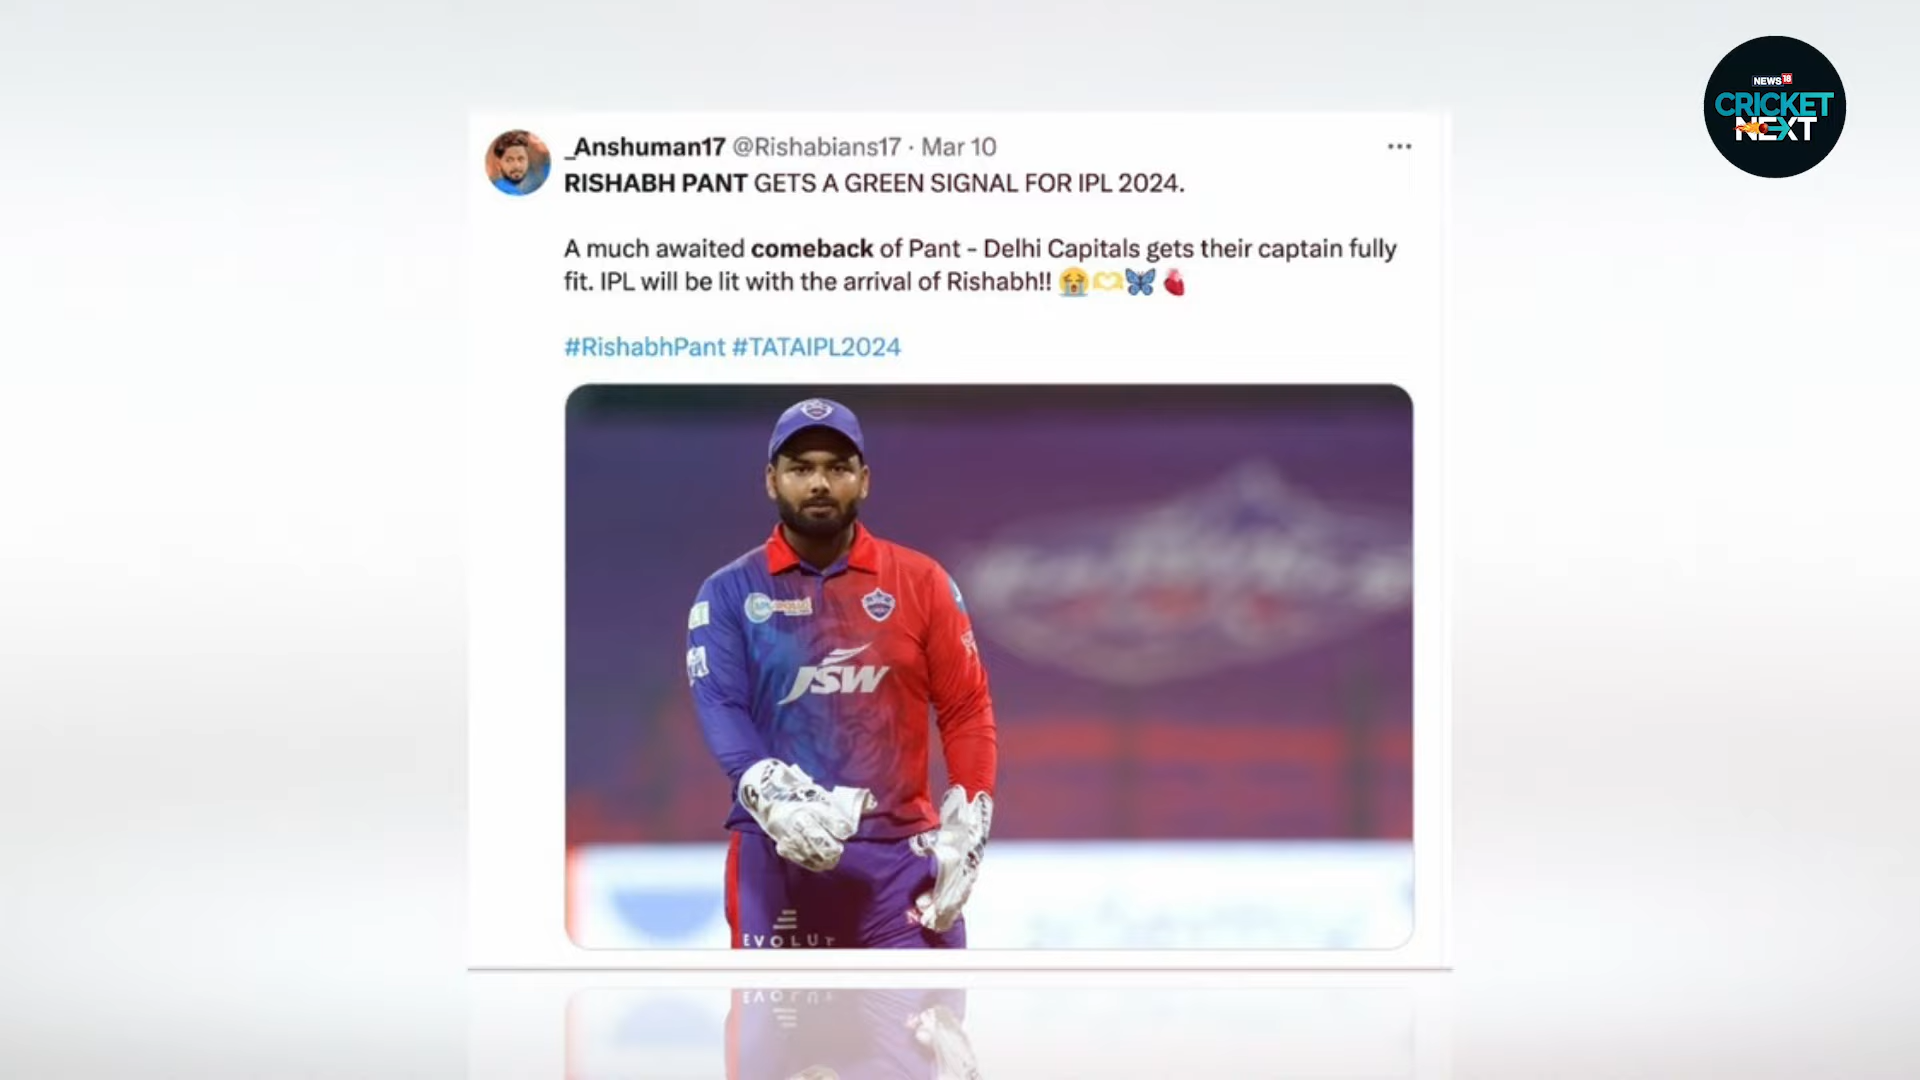 NEWS18
CRICKET
NEXT
_Anshuman17 @Rishabians17 · Mar 10
RISHABH PANT GETS A GREEN SIGNAL FOR IPL 2024.
A much awaited comeback of Pant - Delhi Capitals gets their captain fully
fit. IPL will be lit with the arrival of Rishabh!! 😭🫶🦋🫀
#RishabhPant #TATAIPL2024
JSW
EVOLUT